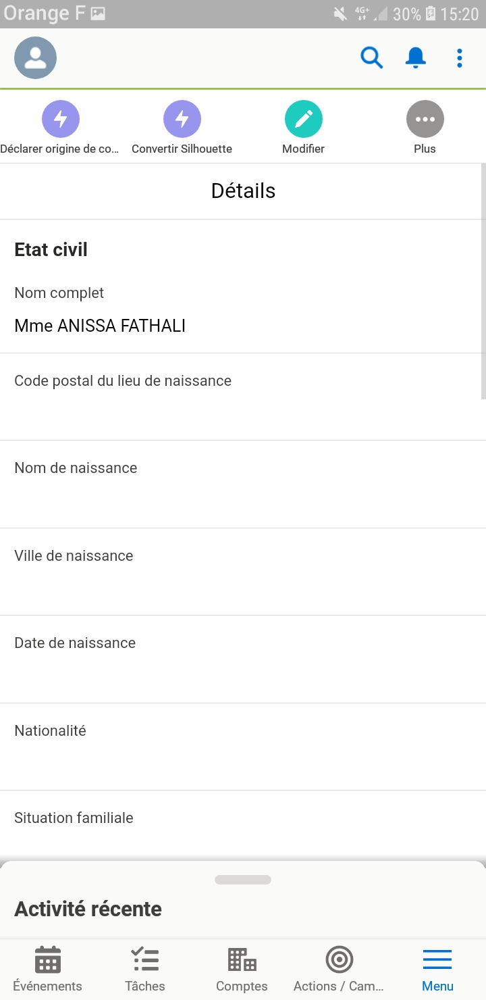 Orange F
4G+ 30% 15:20
Déclarer origine de co... Convertir Silhouette Modifier Plus
Détails
Etat civil
Nom complet
Mme ANISSA FATHALI
Code postal du lieu de naissance
Nom de naissance
Ville de naissance
Date de naissance
Nationalité
Situation familiale
Activité récente
Événements Tâches Comptes Actions / Cam... Menu